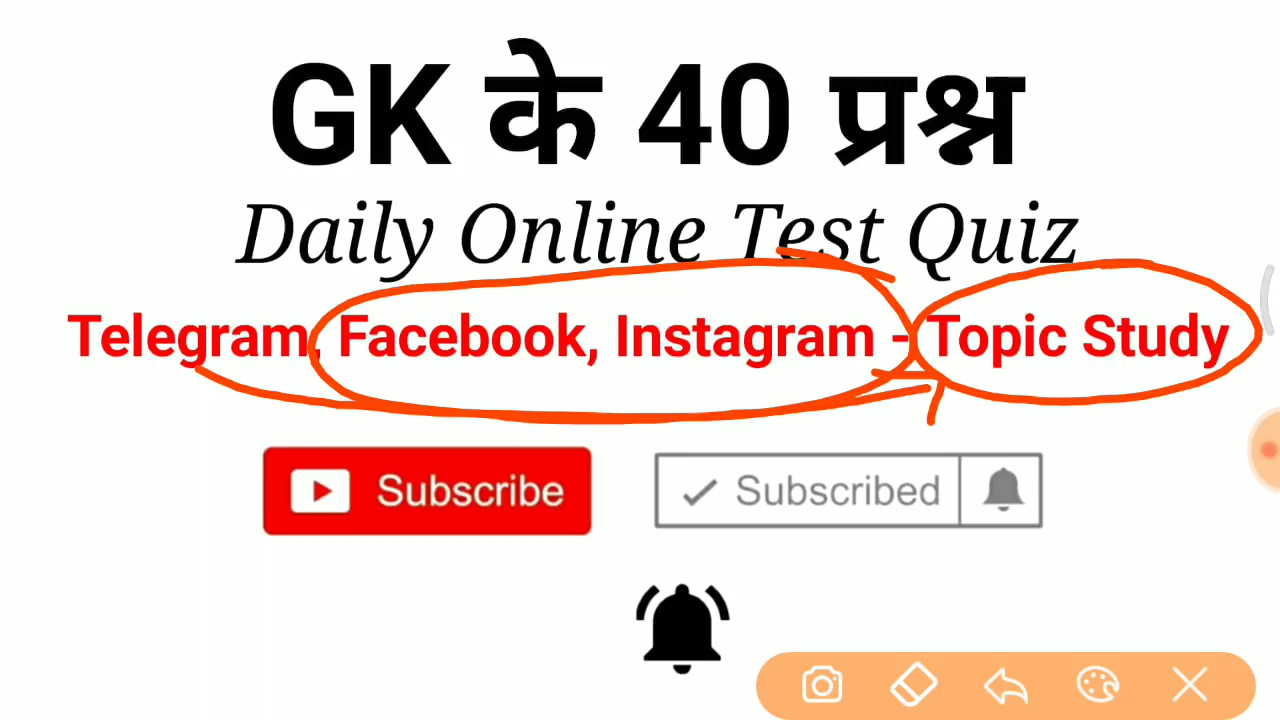 GK के 40 प्रश्न
Daily Online Test Quiz
Telegram, Facebook, Instagram - Topic Study
Subscribe
Subscribed